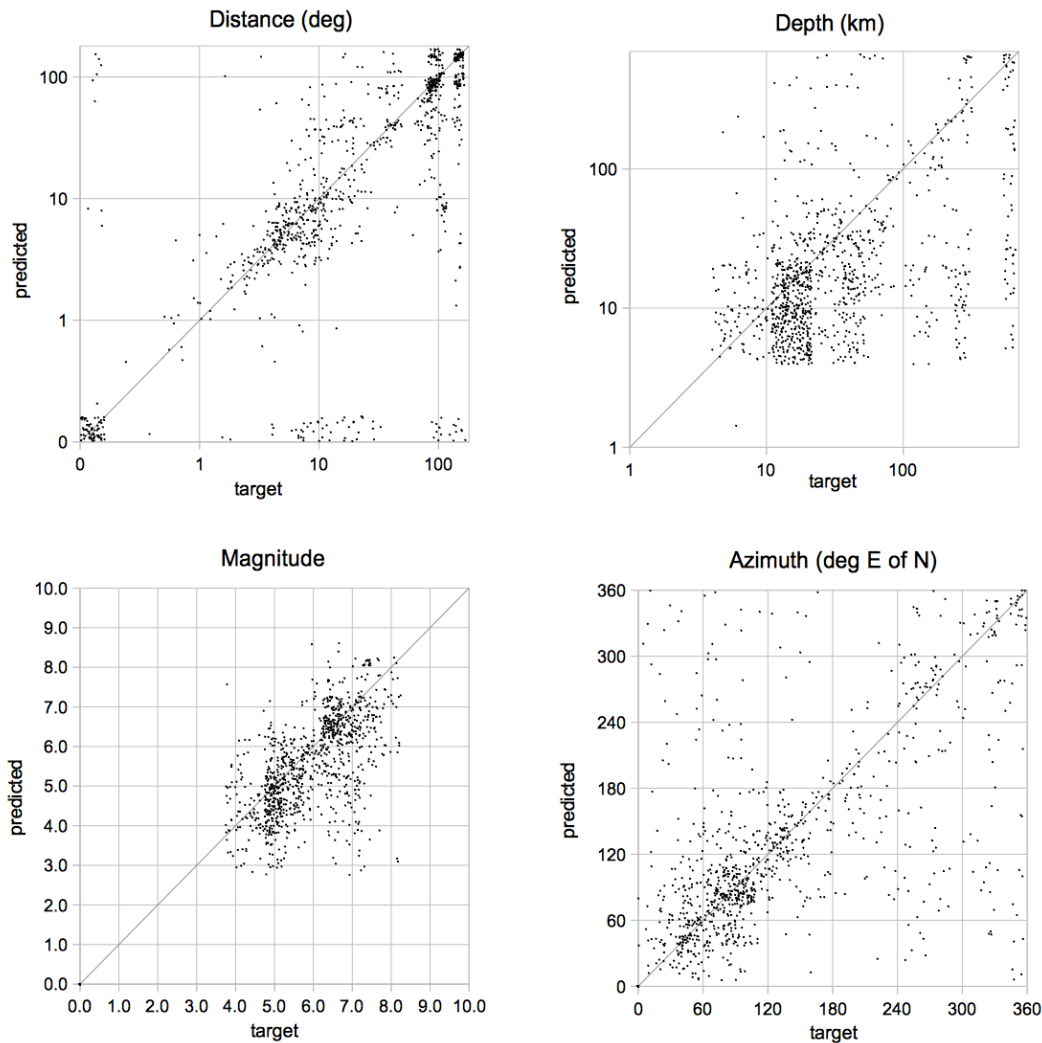 Distance (deg)
100
10
1
0
predicted
0 1 10 100
target
Depth (km)
100
10
1
predicted
1 10 100
target
Magnitude
10.0
9.0
8.0
7.0
6.0
5.0
4.0
3.0
2.0
1.0
0.0
predicted
0.0 1.0 2.0 3.0 4.0 5.0 6.0 7.0 8.0 9.0 10.0
target
Azimuth (deg E of N)
360
300
240
180
120
60
0
predicted
0 60 120 180 240 300 360
target